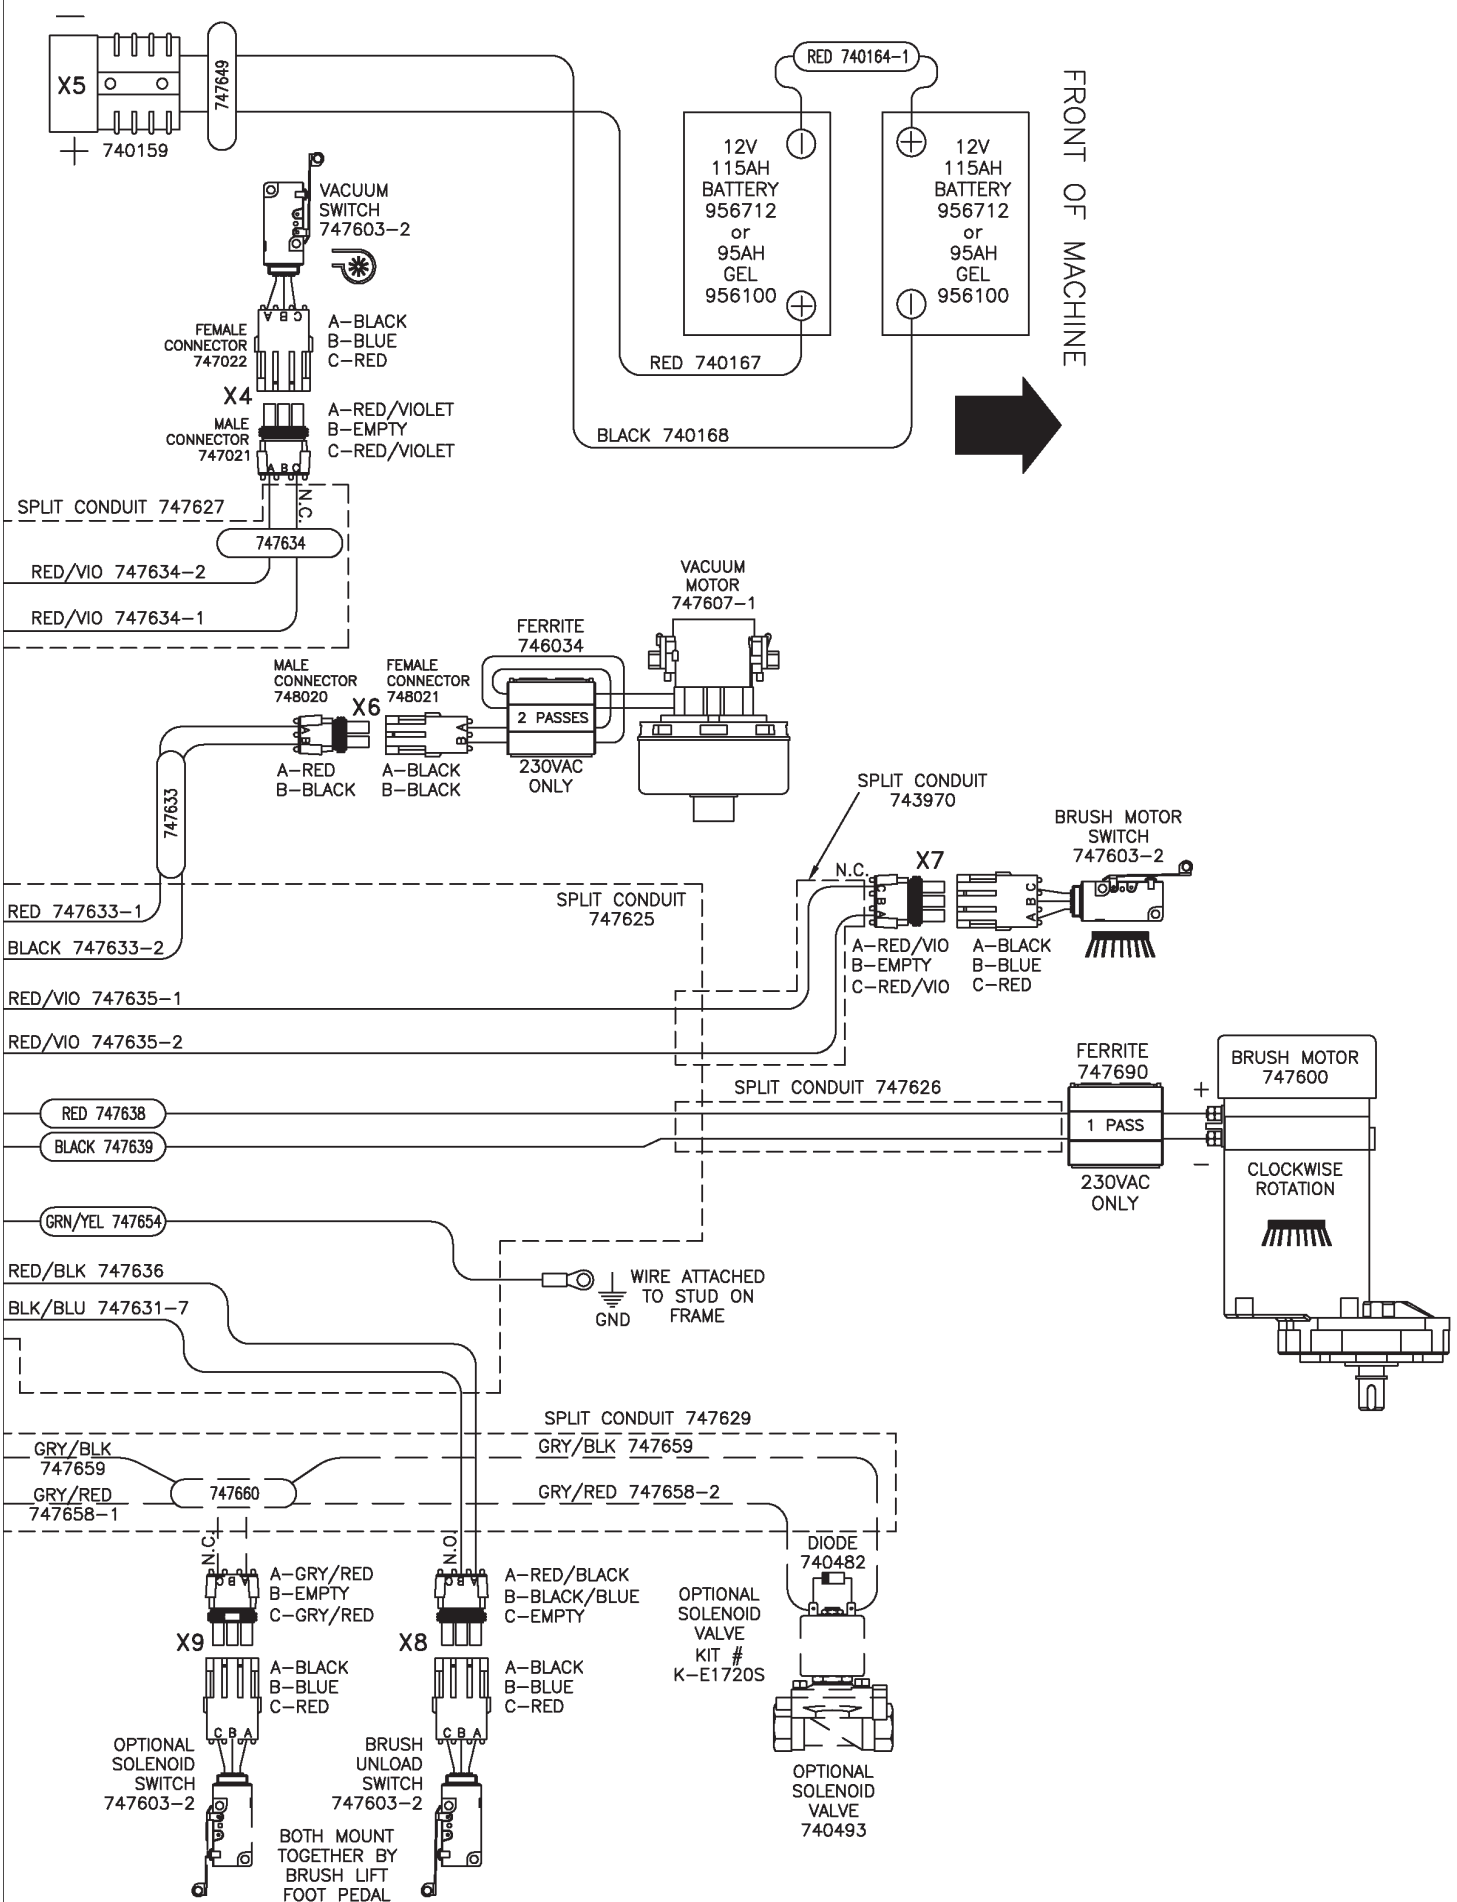 −
X5
+
740159
747649
RED 740164-1
12V
115AH
BATTERY
956712
or
95AH
GEL
956100
−
+
12V
115AH
BATTERY
956712
or
95AH
GEL
956100
+
−
FRONT OF MACHINE
RED 740167
BLACK 740168
VACUUM
SWITCH
747603-2
A B C
FEMALE
CONNECTOR
747022
A-BLACK
B-BLUE
C-RED
X4
MALE
CONNECTOR
747021
A-RED/VIOLET
B-EMPTY
C-RED/VIOLET
A B C
N.C.
SPLIT CONDUIT 747627
747634
RED/VIO 747634-2
RED/VIO 747634-1
VACUUM
MOTOR
747607-1
FERRITE
746034
2 PASSES
230VAC
ONLY
MALE
CONNECTOR
748020
X6
FEMALE
CONNECTOR
748021
A
B
A
B
A-RED
B-BLACK
A-BLACK
B-BLACK
747633
SPLIT CONDUIT
743970
BRUSH MOTOR
SWITCH
747603-2
N.C.
X7
C
B
A
A B C
A-RED/VIO
B-EMPTY
C-RED/VIO
A-BLACK
B-BLUE
C-RED
SPLIT CONDUIT
747625
RED 747633-1
BLACK 747633-2
RED/VIO 747635-1
RED/VIO 747635-2
FERRITE
747690
1 PASS
230VAC
ONLY
SPLIT CONDUIT 747626
RED 747638
BLACK 747639
+
−
BRUSH MOTOR
747600
CLOCKWISE
ROTATION
GRN/YEL 747654
WIRE ATTACHED
TO STUD ON
FRAME
GND
RED/BLK 747636
BLK/BLU 747631-7
SPLIT CONDUIT 747629
GRY/BLK
747659
GRY/BLK 747659
747660
GRY/RED
747658-1
GRY/RED 747658-2
N.C.
N.O.
C B A
C B A
A-GRY/RED
B-EMPTY
C-GRY/RED
A-RED/BLACK
B-BLACK/BLUE
C-EMPTY
X9
X8
A-BLACK
B-BLUE
C-RED
A-BLACK
B-BLUE
C-RED
C B A
C B A
DIODE
740482
OPTIONAL
SOLENOID
VALVE
KIT #
K-E1720S
OPTIONAL
SOLENOID
VALVE
740493
OPTIONAL
SOLENOID
SWITCH
747603-2
BRUSH
UNLOAD
SWITCH
747603-2
BOTH MOUNT
TOGETHER BY
BRUSH LIFT
FOOT PEDAL